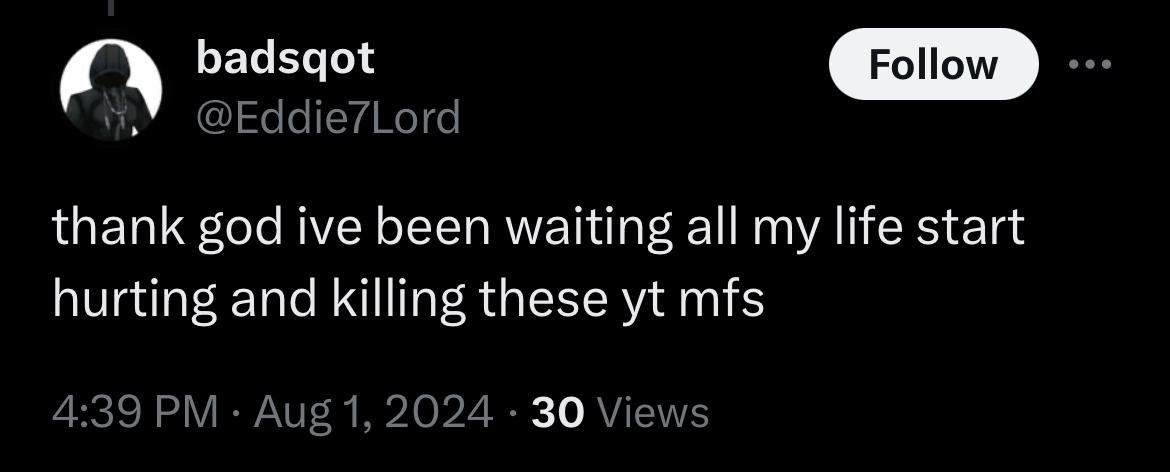 badsqot
@Eddie7Lord
Follow
thank god ive been waiting all my life start
hurting and killing these yt mfs
4:39 PM · Aug 1, 2024 · 30 Views